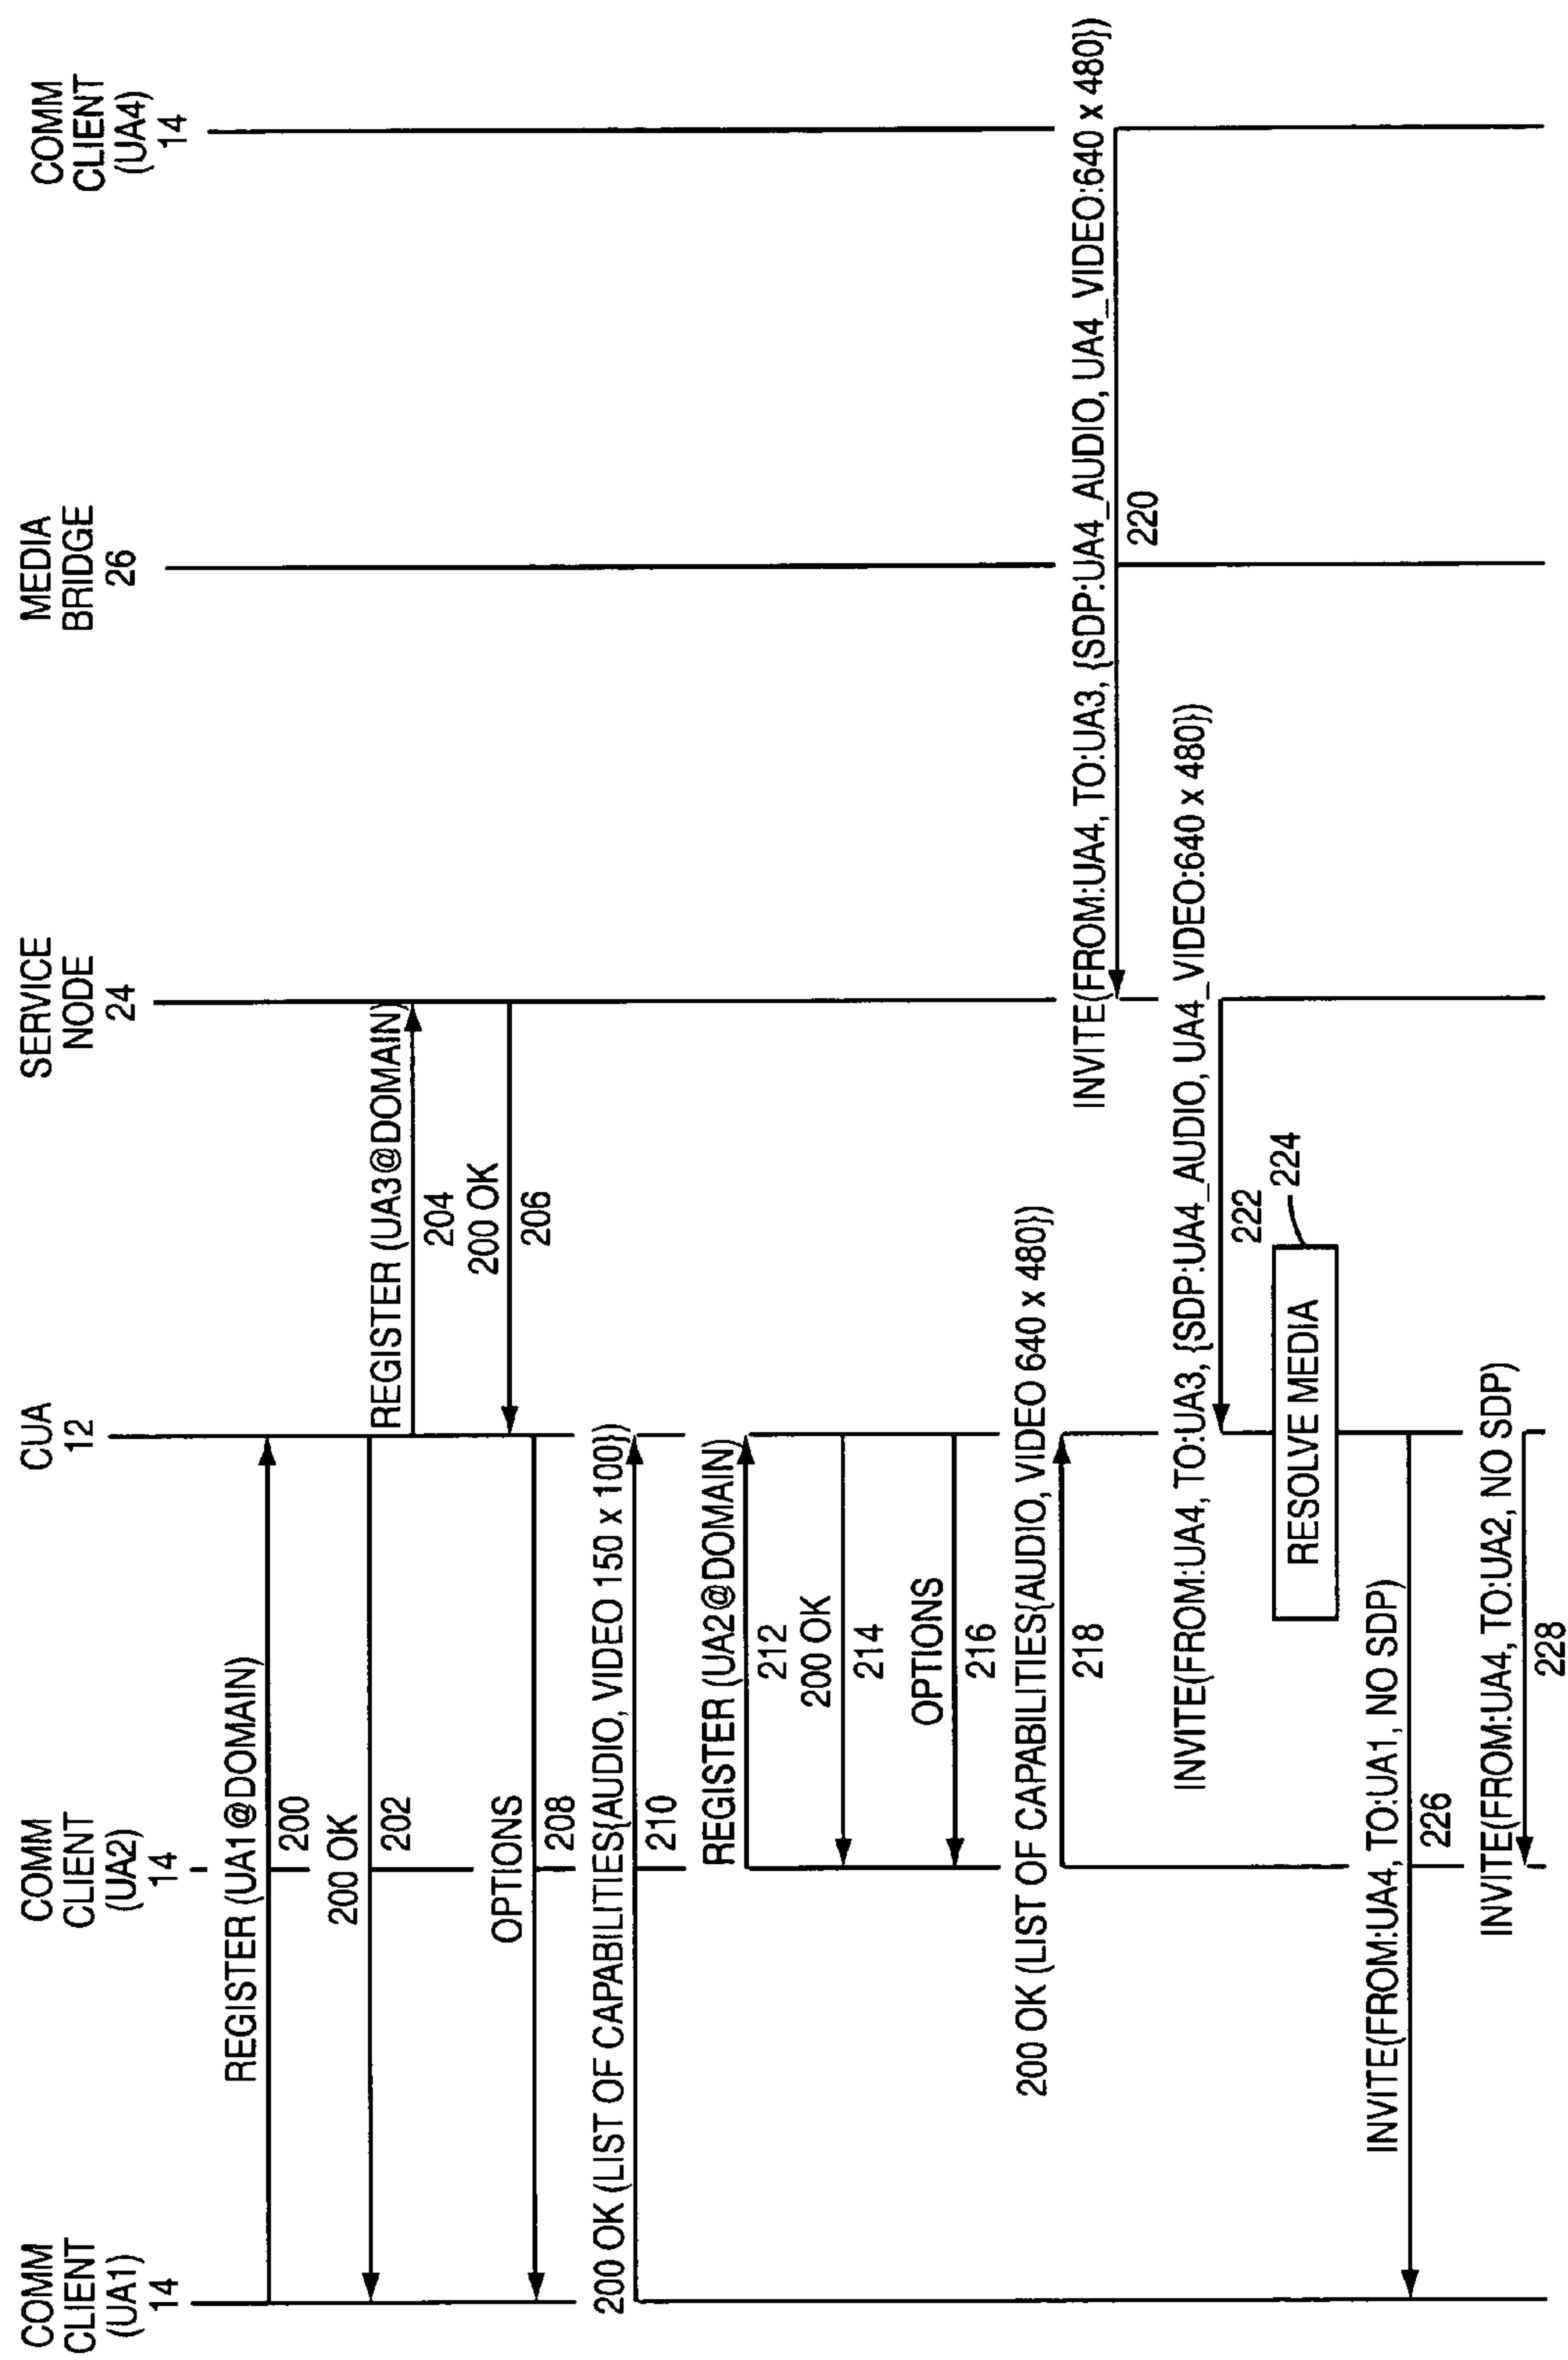 COMM
CLIENT
(UA1)
14
COMM
CLIENT
(UA2)
14
CUA
12
SERVICE
NODE
24
MEDIA
BRIDGE
26
COMM
CLIENT
(UA4)
14
REGISTER (UA1@DOMAIN)
200
200 OK
202
REGISTER (UA3@DOMAIN)
204
200 OK
206
OPTIONS
208
200 OK (LIST OF CAPABILITIES{AUDIO, VIDEO 150 x 100})
210
REGISTER (UA2@DOMAIN)
212
200 OK
214
OPTIONS
216
200 OK (LIST OF CAPABILITIES{AUDIO, VIDEO 640 x 480})
218
INVITE(FROM:UA4, TO:UA3, {SDP:UA4_AUDIO, UA4_VIDEO:640 x 480})
220
INVITE(FROM:UA4, TO:UA3, {SDP:UA4_AUDIO, UA4_VIDEO:640 x 480})
222
RESOLVE MEDIA
224
INVITE(FROM:UA4, TO:UA1, NO SDP)
226
INVITE(FROM:UA4, TO:UA2, NO SDP)
228